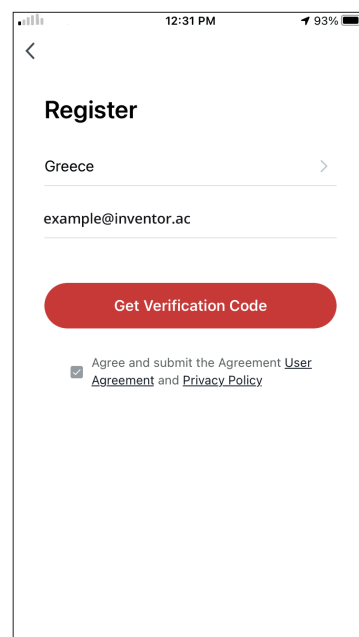 12:31 PM 93%
Register
Greece
example@inventor.ac
Get Verification Code
Agree and submit the Agreement User
Agreement and Privacy Policy